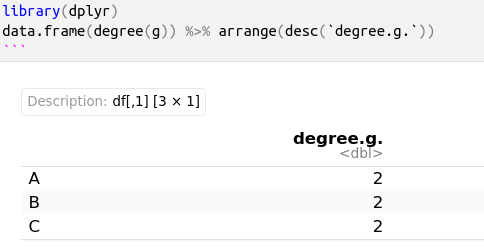 library(dplyr)
data.frame(degree(g)) %>% arrange(desc(`degree.g.`))
```
Description: df[,1] [3 × 1]
degree.g.
<dbl>
A 2
B 2
C 2